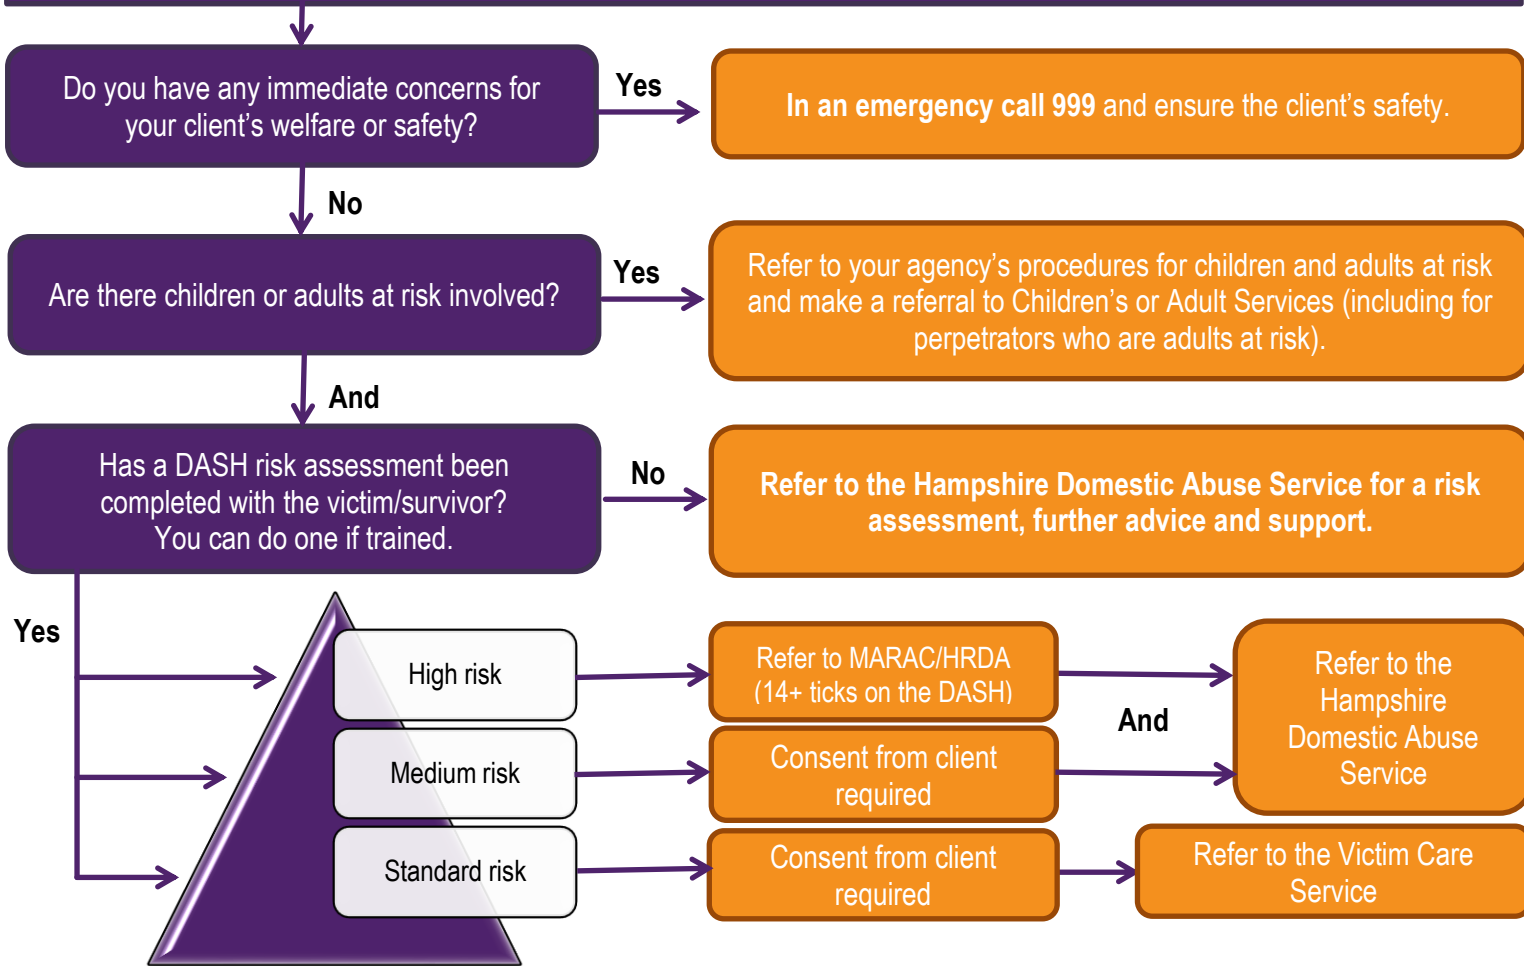 Do you have any immediate concerns for
your client's welfare or safety?
Yes
In an emergency call 999 and ensure the client's safety.
No
Are there children or adults at risk involved?
Yes
Refer to your agency's procedures for children and adults at risk
and make a referral to Children's or Adult Services (including for
perpetrators who are adults at risk).
And
Has a DASH risk assessment been
completed with the victim/survivor?
You can do one if trained.
No
Refer to the Hampshire Domestic Abuse Service for a risk
assessment, further advice and support.
Yes
High risk
Refer to MARAC/HRDA
(14+ ticks on the DASH)
And
Refer to the
Hampshire
Domestic Abuse
Service
Medium risk
Consent from client
required
Standard risk
Consent from client
required
Refer to the Victim Care
Service